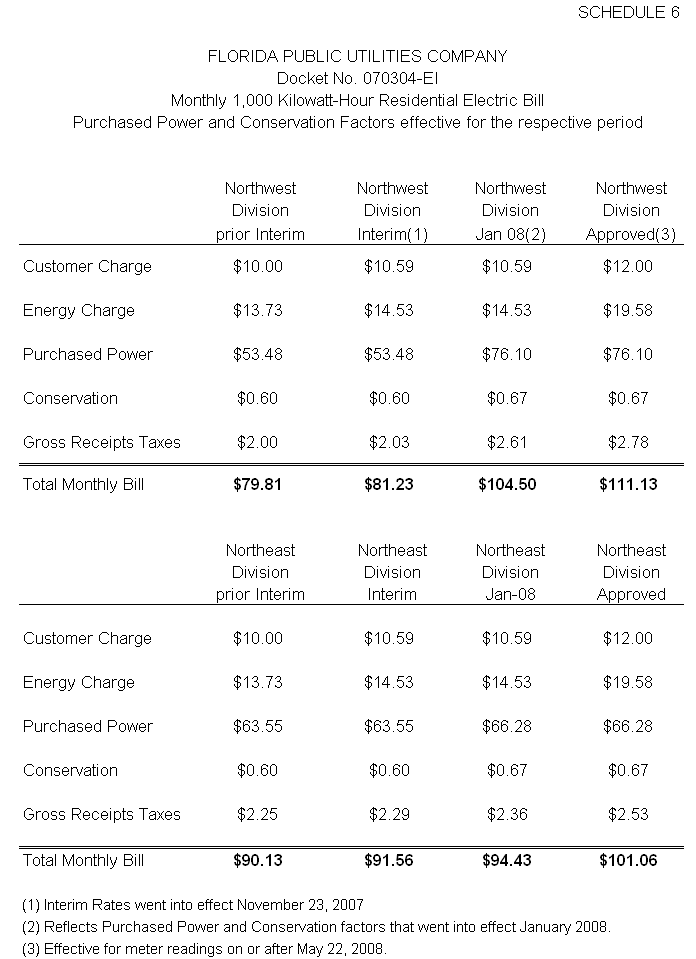 SCHEDULE 6
FLORIDA PUBLIC UTILITIES COMPANY
Docket No. 070304-EI
Monthly 1,000 Kilowatt-Hour Residential Electric Bill
Purchased Power and Conservation Factors effective for the respective period
Northwest Northwest Northwest Northwest
Division Division Division Division
prior Interim Interim(1) Jan 08(2) Approved(3)
Customer Charge $10.00 $10.59 $10.59 $12.00
Energy Charge $13.73 $14.53 $14.53 $19.58
Purchased Power $53.48 $53.48 $76.10 $76.10
Conservation $0.60 $0.60 $0.67 $0.67
Gross Receipts Taxes $2.00 $2.03 $2.61 $2.78
Total Monthly Bill $79.81 $81.23 $104.50 $111.13
Northeast Northeast Northeast Northeast
Division Division Division Division
prior Interim Interim Jan-08 Approved
Customer Charge $10.00 $10.59 $10.59 $12.00
Energy Charge $13.73 $14.53 $14.53 $19.58
Purchased Power $63.55 $63.55 $66.28 $66.28
Conservation $0.60 $0.60 $0.67 $0.67
Gross Receipts Taxes $2.25 $2.29 $2.36 $2.53
Total Monthly Bill $90.13 $91.56 $94.43 $101.06
(1) Interim Rates went into effect November 23, 2007
(2) Reflects Purchased Power and Conservation factors that went into effect January 2008.
(3) Effective for meter readings on or after May 22, 2008.